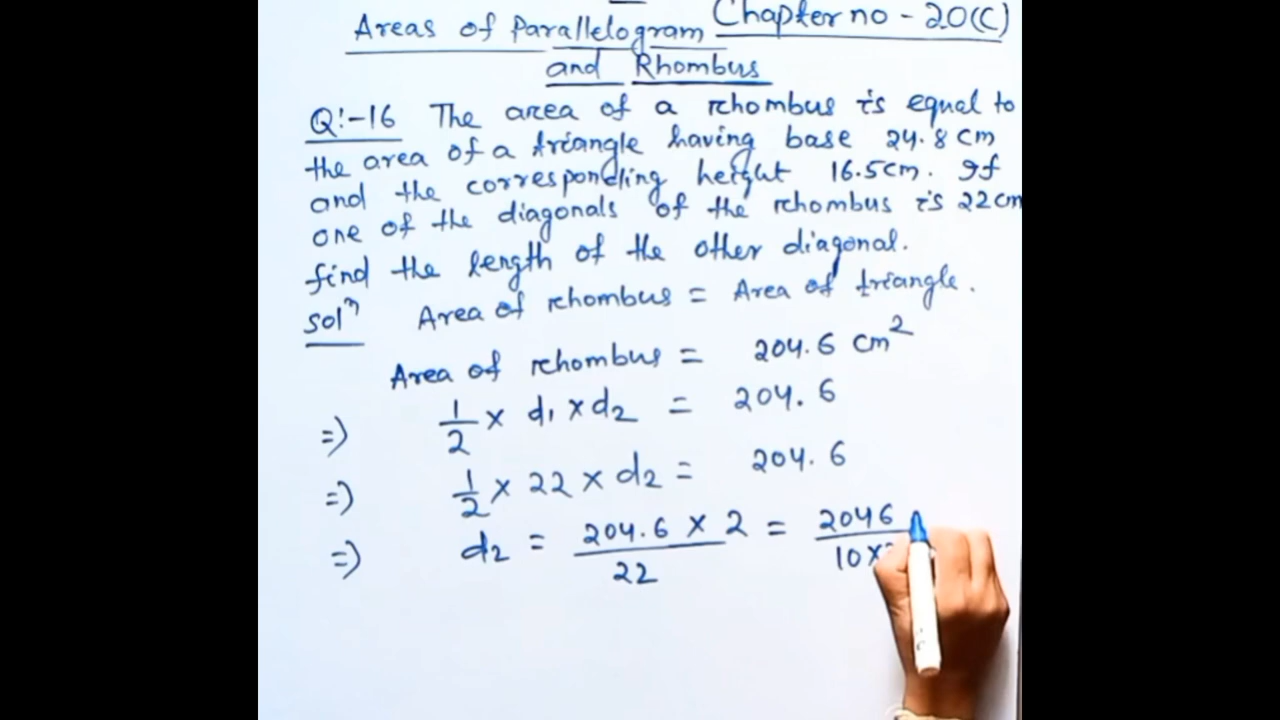 Areas of Parallelogram Chapter no - 20(C)
and Rhombus
Q:-16 The area of a rhombus is equal to
the area of a triangle having base 24.8 cm
and the corresponding height 16.5cm. If
one of the diagonals of the rhombus is 22cm
find the length of the other diagonal.
Solⁿ Area of rhombus = Area of triangle.
Area of rhombus = 204.6 cm²
=) 1/2 × d1 × d2 = 204.6
=) 1/2 × 22 × d2 = 204.6
=) d2 = 204.6 × 2 / 22 = 2046 / 10×